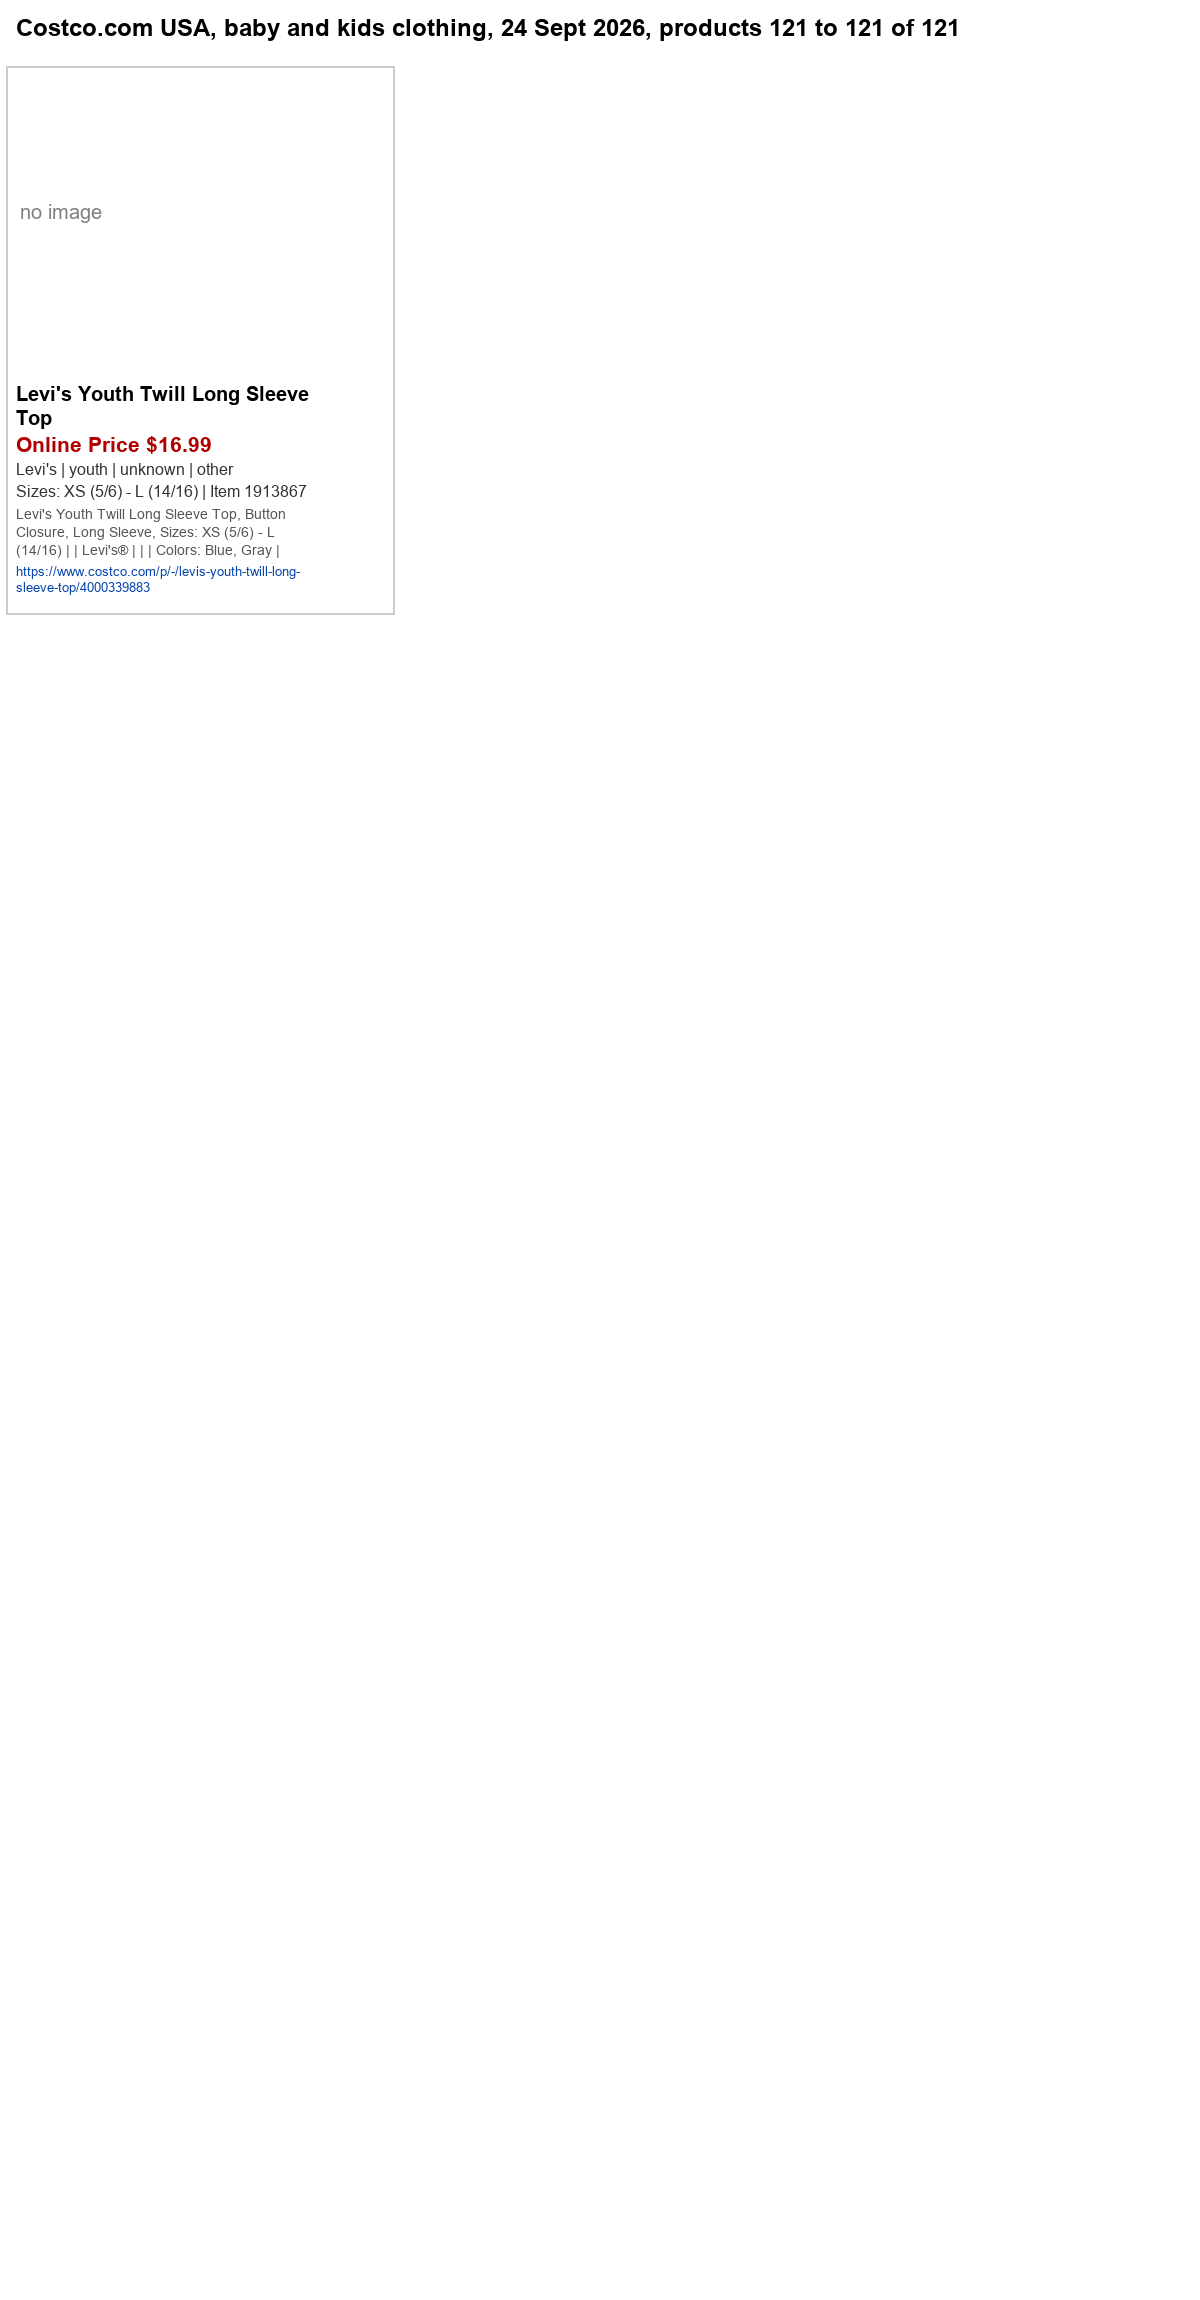 Costco.com USA, baby and kids clothing, 24 Sept 2026, products 121 to 121 of 121
no image
Levi's Youth Twill Long Sleeve
Top
Online Price $16.99
Levi's | youth | unknown | other
Sizes: XS (5/6) - L (14/16) | Item 1913867
Levi's Youth Twill Long Sleeve Top, Button
Closure, Long Sleeve, Sizes: XS (5/6) - L
(14/16) | | Levi's® | | | Colors: Blue, Gray |
https://www.costco.com/p/-/levis-youth-twill-long-
sleeve-top/4000339883